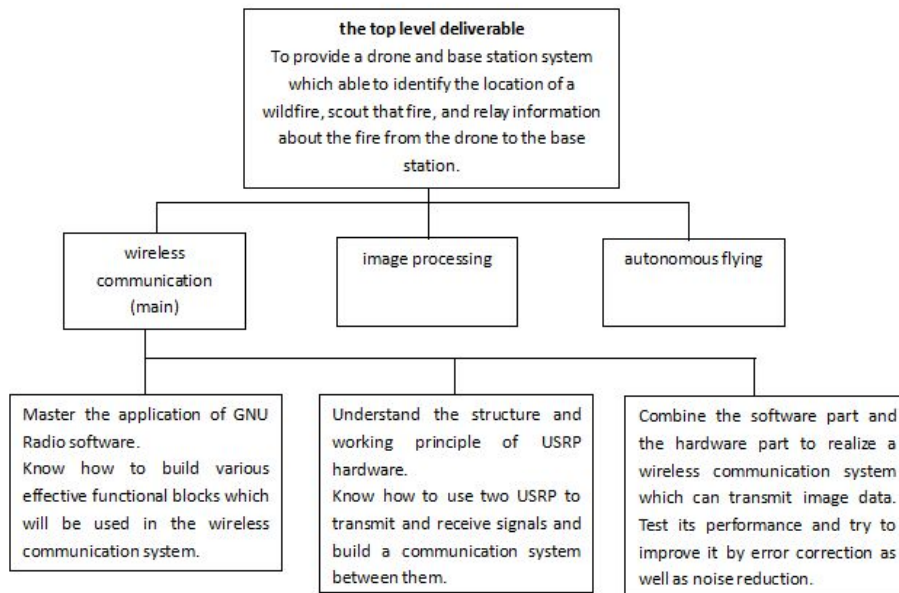 the top level deliverable
To provide a drone and base station system
which able to identify the location of a
wildfire, scout that fire, and relay information
about the fire from the drone to the base
station.
wireless
communication
(main)
image processing
autonomous flying
Master the application of GNU
Radio software.
Know how to build various
effective functional blocks which
will be used in the wireless
communication system.
Understand the structure and
working principle of USRP
hardware.
Know how to use two USRP to
transmit and receive signals and
build a communication system
between them.
Combine the software part and
the hardware part to realize a
wireless communication system
which can transmit image data.
Test its performance and try to
improve it by error correction as
well as noise reduction.